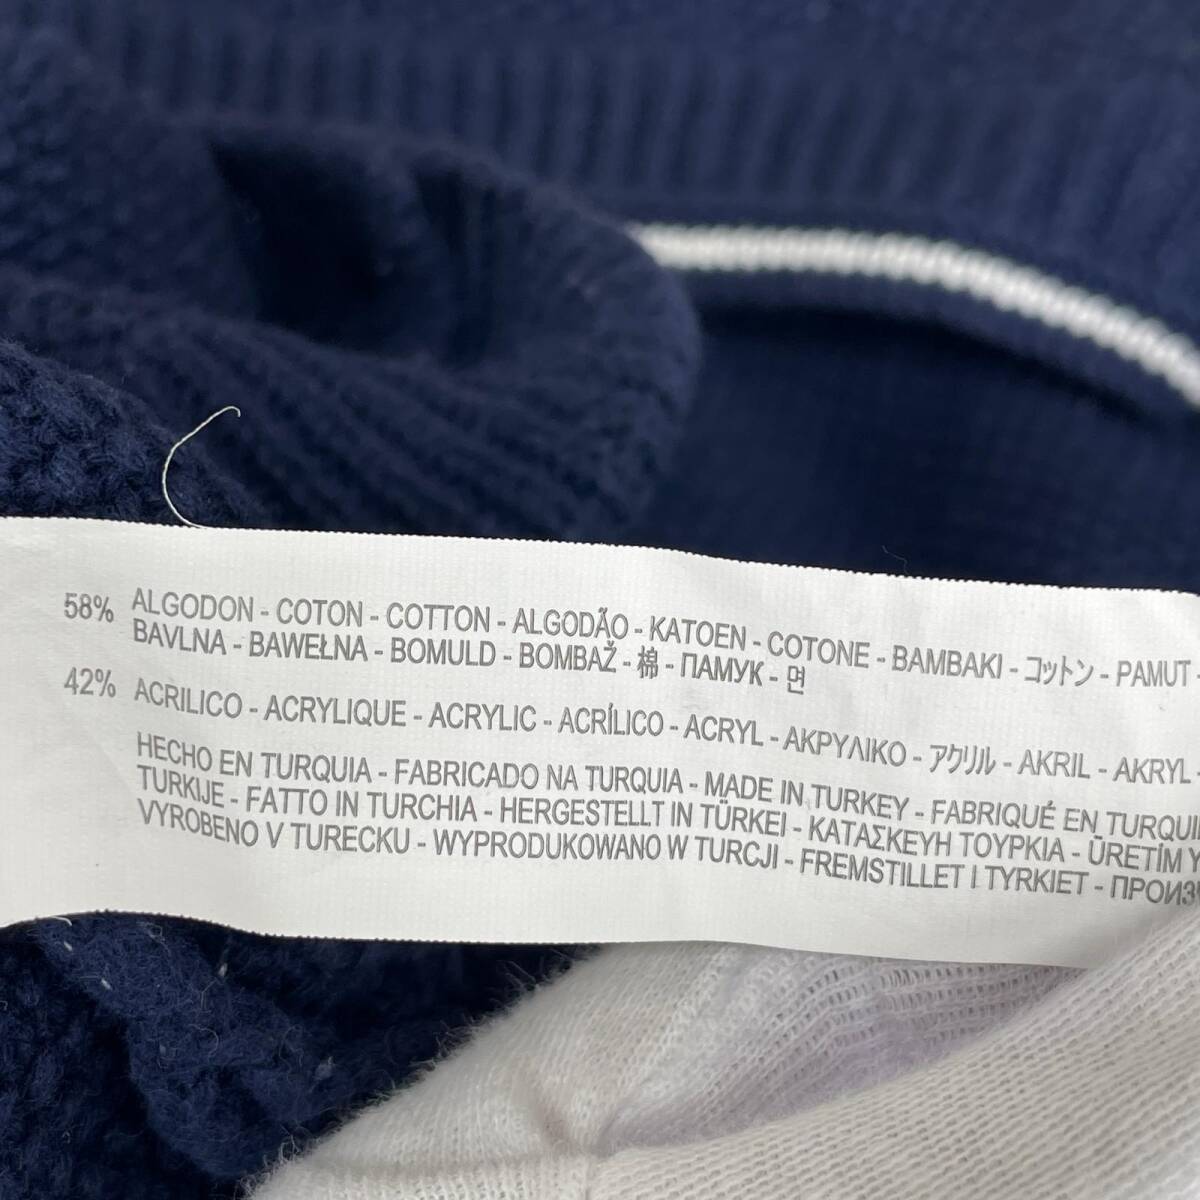 58% ALGODON - COTON - COTTON - ALGODÃO - KATOEN - COTONE - BAMBAKI - コットン - PAMUT -
BAVLNA - BAWEŁNA - BOMULD - BOMBAŽ - 棉 - ПАМУК - 면
42% ACRILICO - ACRYLIQUE - ACRYLIC - ACRÍLICO - ACRYL - ΑΚΡΥΛΙΚΟ - アクリル - AKRIL - AKRYL -
HECHO EN TURQUIA - FABRICADO NA TURQUIA - MADE IN TURKEY - FABRIQUÉ EN TURQUI
TURKIJE - FATTO IN TURCHIA - HERGESTELLT IN TÜRKEI - ΚΑΤΑΣΚΕΥΗ ΤΟΥΡΚΙΑ - ÜRETİM Y
VYROBENO V TURECKU - WYPRODUKOWANO W TURCJI - FREMSTILLET I TYRKIET - ПРОИЗ